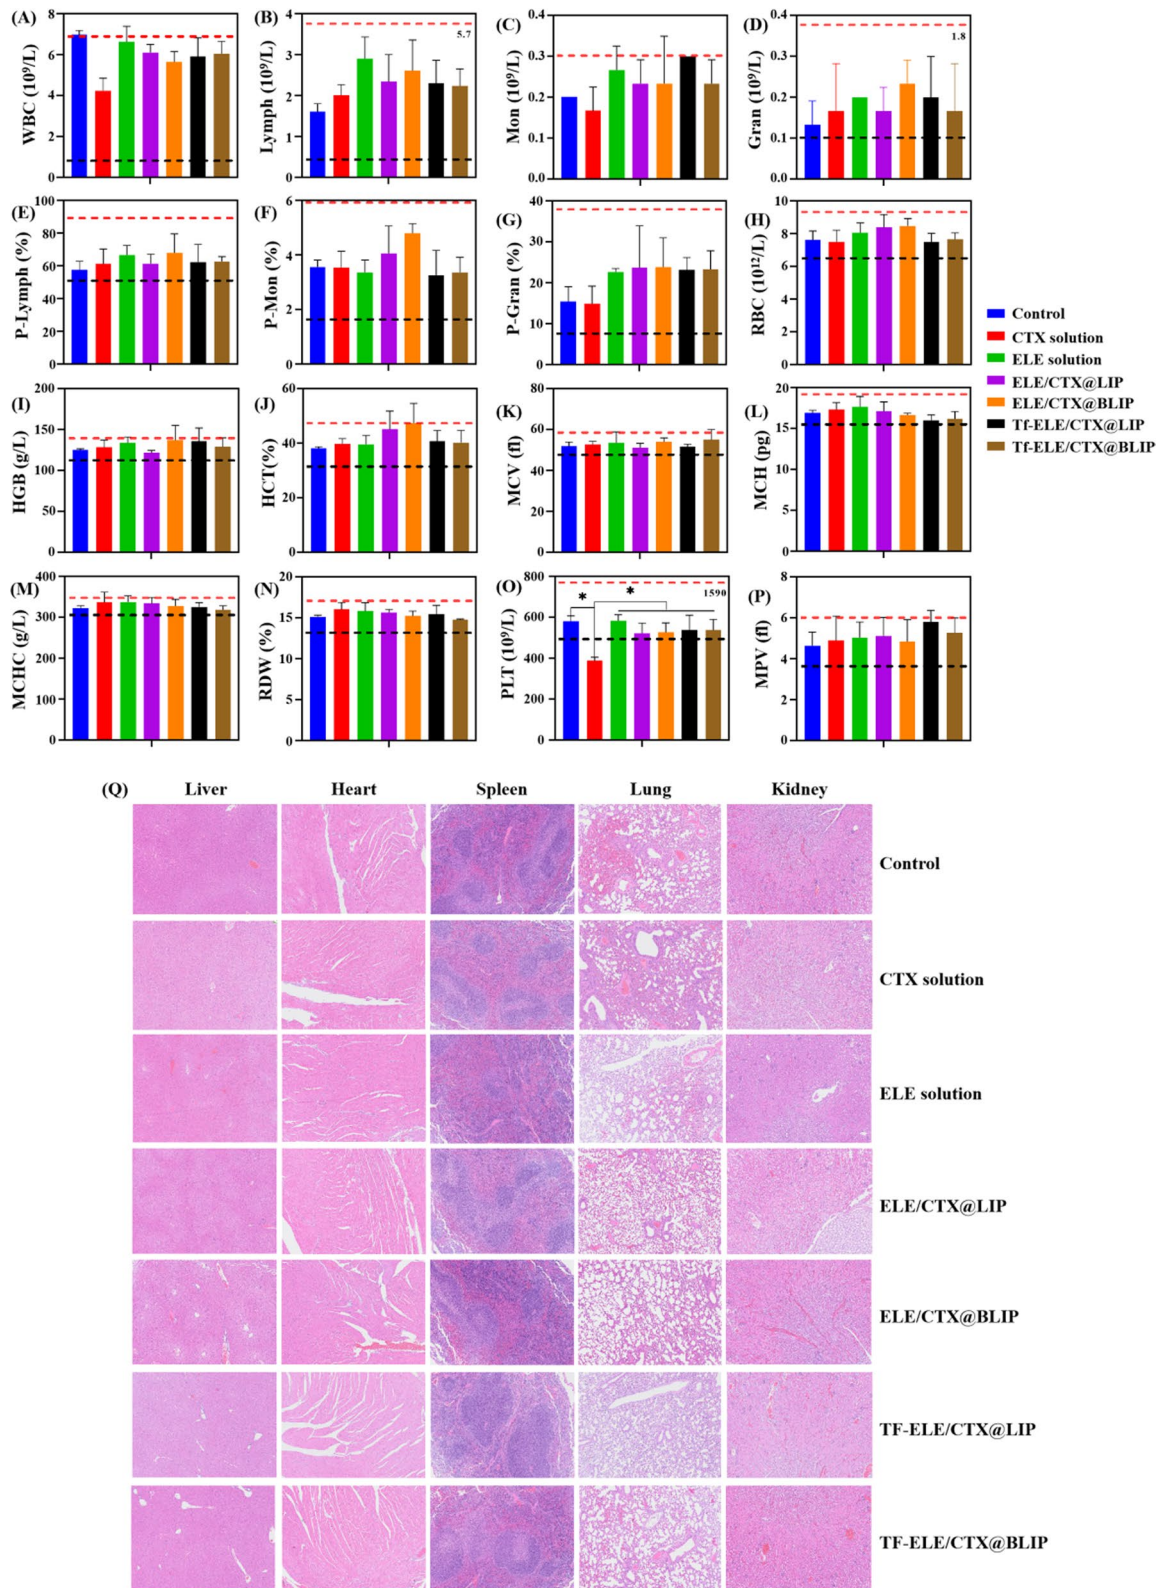 (A)
WBC (10⁹/L)
8
6
4
2
0
(B)
Lymph (10⁹/L)
4
3
2
1
0
5.7
(C)
Mon (10⁹/L)
0.4
0.3
0.2
0.1
0.0
(D)
Gran (10⁹/L)
0.4
0.3
0.2
0.1
0.0
1.8
(E)
P-Lymph (%)
100
80
60
40
20
0
(F)
P-Mon (%)
6
4
2
0
(G)
P-Gran (%)
40
30
20
10
0
(H)
RBC (10¹²/L)
10
8
6
4
2
0
(I)
HGB (g/L)
200
150
100
50
0
(J)
HCT(%)
60
40
20
0
(K)
MCV (fl)
80
60
40
20
0
(L)
MCH (pg)
20
15
10
5
0
(M)
MCHC (g/L)
400
300
200
100
0
(N)
RDW (%)
20
15
10
5
0
(O)
PLT (10⁹/L)
800
600
400
200
0
*
*
1590
(P)
MPV (fl)
8
6
4
2
0
Control
CTX solution
ELE solution
ELE/CTX@LIP
ELE/CTX@BLIP
Tf-ELE/CTX@LIP
Tf-ELE/CTX@BLIP
(Q)
Liver
Heart
Spleen
Lung
Kidney
Control
CTX solution
ELE solution
ELE/CTX@LIP
ELE/CTX@BLIP
TF-ELE/CTX@LIP
TF-ELE/CTX@BLIP